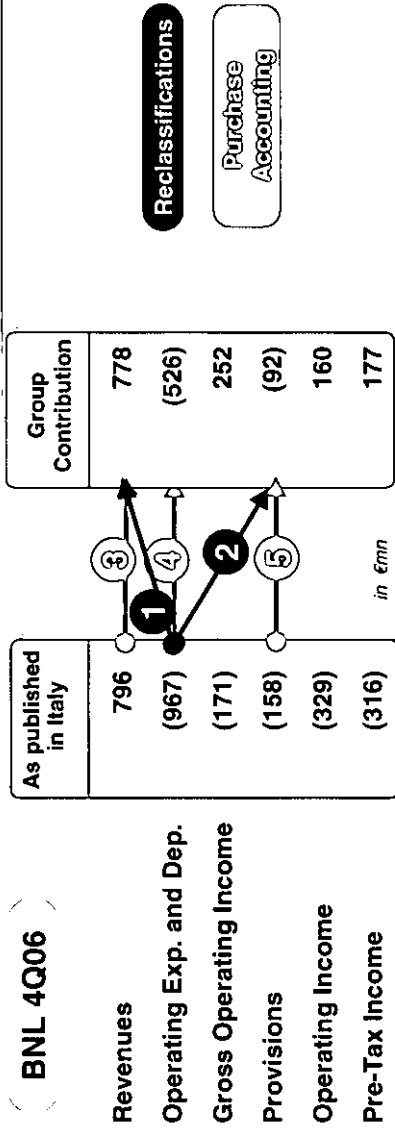 BNL 4Q06
As published
in Italy
Group
Contribution
Revenues 796 3 778
Operating Exp. and Dep. (967) 1 4 (526)
Gross Operating Income (171) 2 252
Provisions (158) 5 (92)
Operating Income (329) 160
Pre-Tax Income (316) 177
in €mn
Reclassifications
Purchase
Accounting